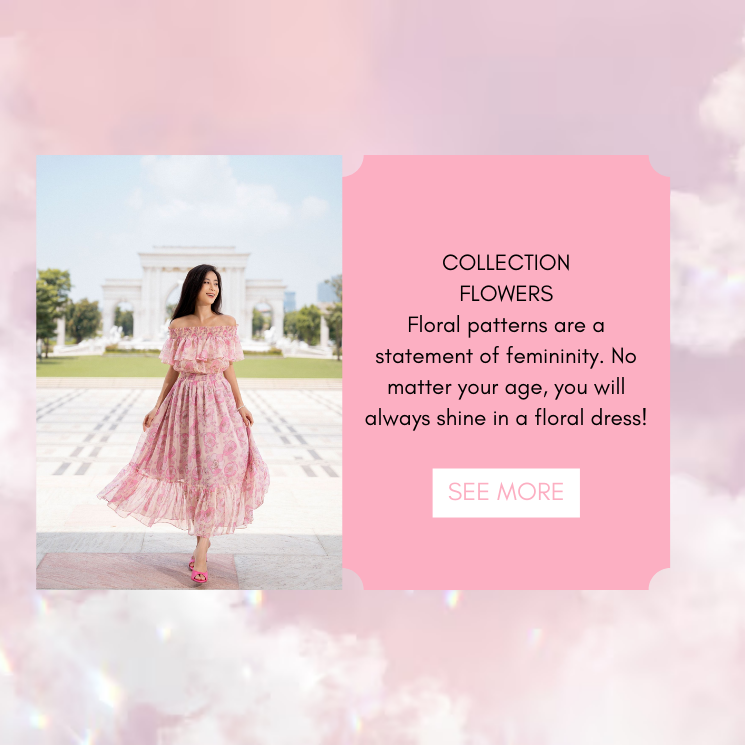 COLLECTION
FLOWERS
Floral patterns are a
statement of femininity. No
matter your age, you will
always shine in a floral dress!
SEE MORE